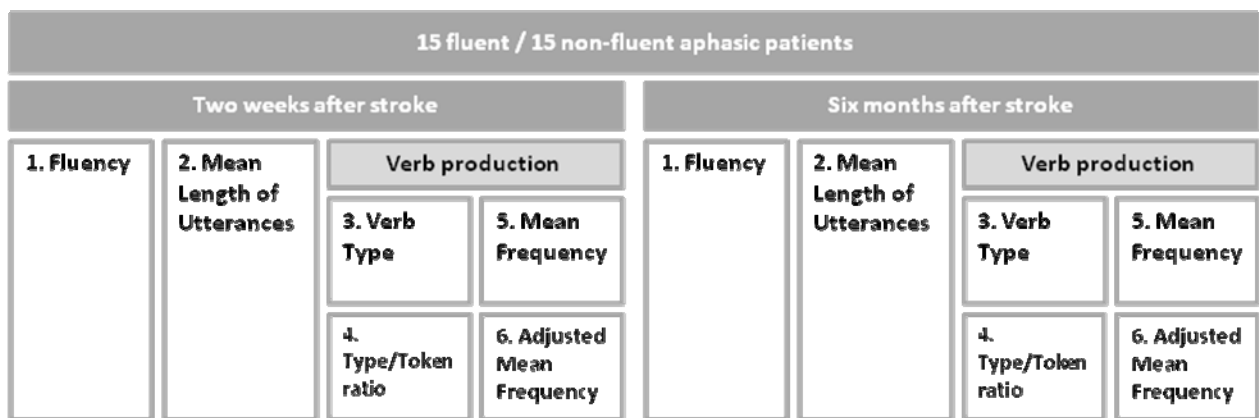 15 fluent / 15 non-fluent aphasic patients
Two weeks after stroke
1. Fluency
2. Mean
Length of
Utterances
Verb production
3. Verb
Type
5. Mean
Frequency
4.
Type/Token
ratio
6. Adjusted
Mean
Frequency
Six months after stroke
1. Fluency
2. Mean
Length of
Utterances
Verb production
3. Verb
Type
5. Mean
Frequency
4.
Type/Token
ratio
6. Adjusted
Mean
Frequency